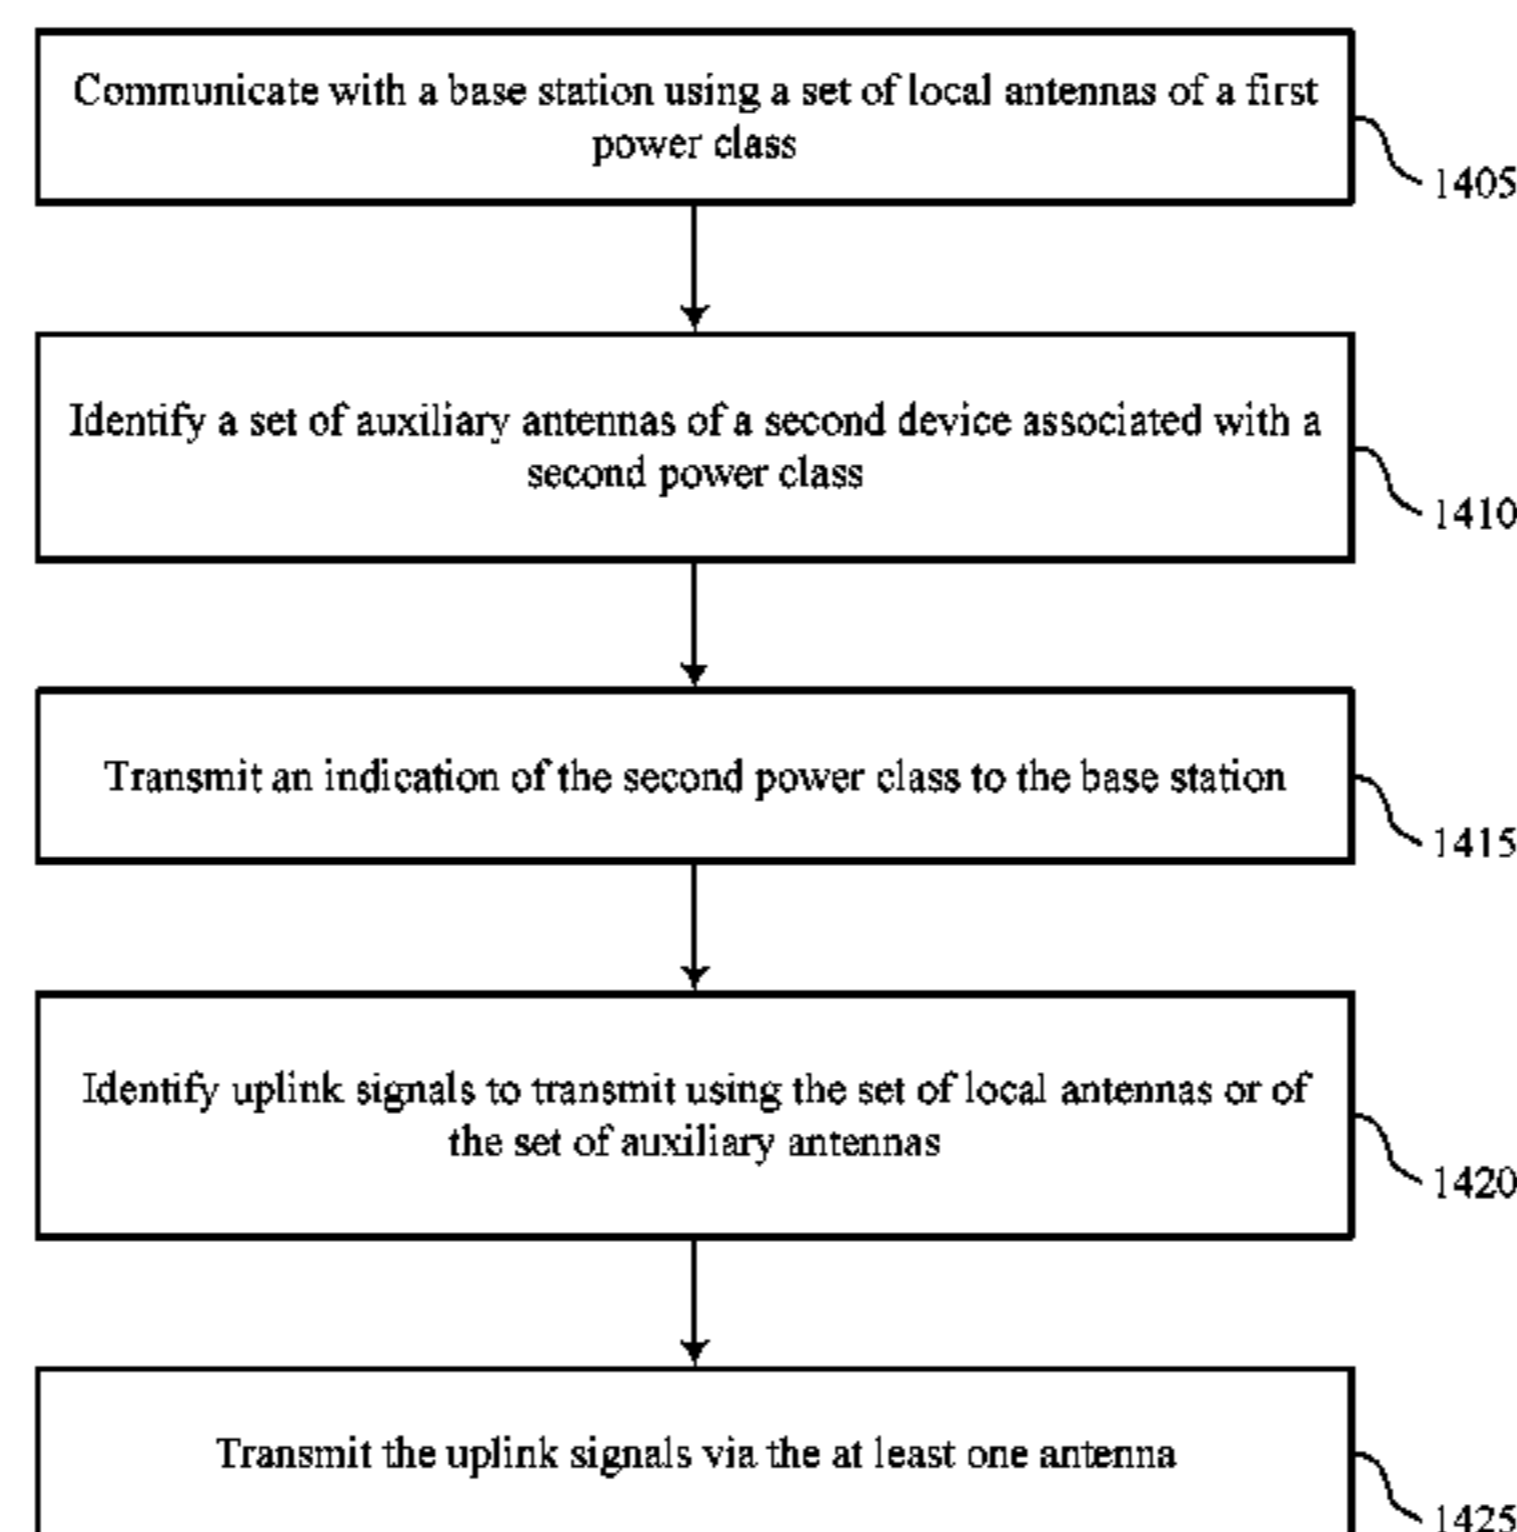 Communicate with a base station using a set of local antennas of a first
power class
1405
Identify a set of auxiliary antennas of a second device associated with a
second power class
1410
Transmit an indication of the second power class to the base station
1415
Identify uplink signals to transmit using the set of local antennas or of
the set of auxiliary antennas
1420
Transmit the uplink signals via the at least one antenna
1425